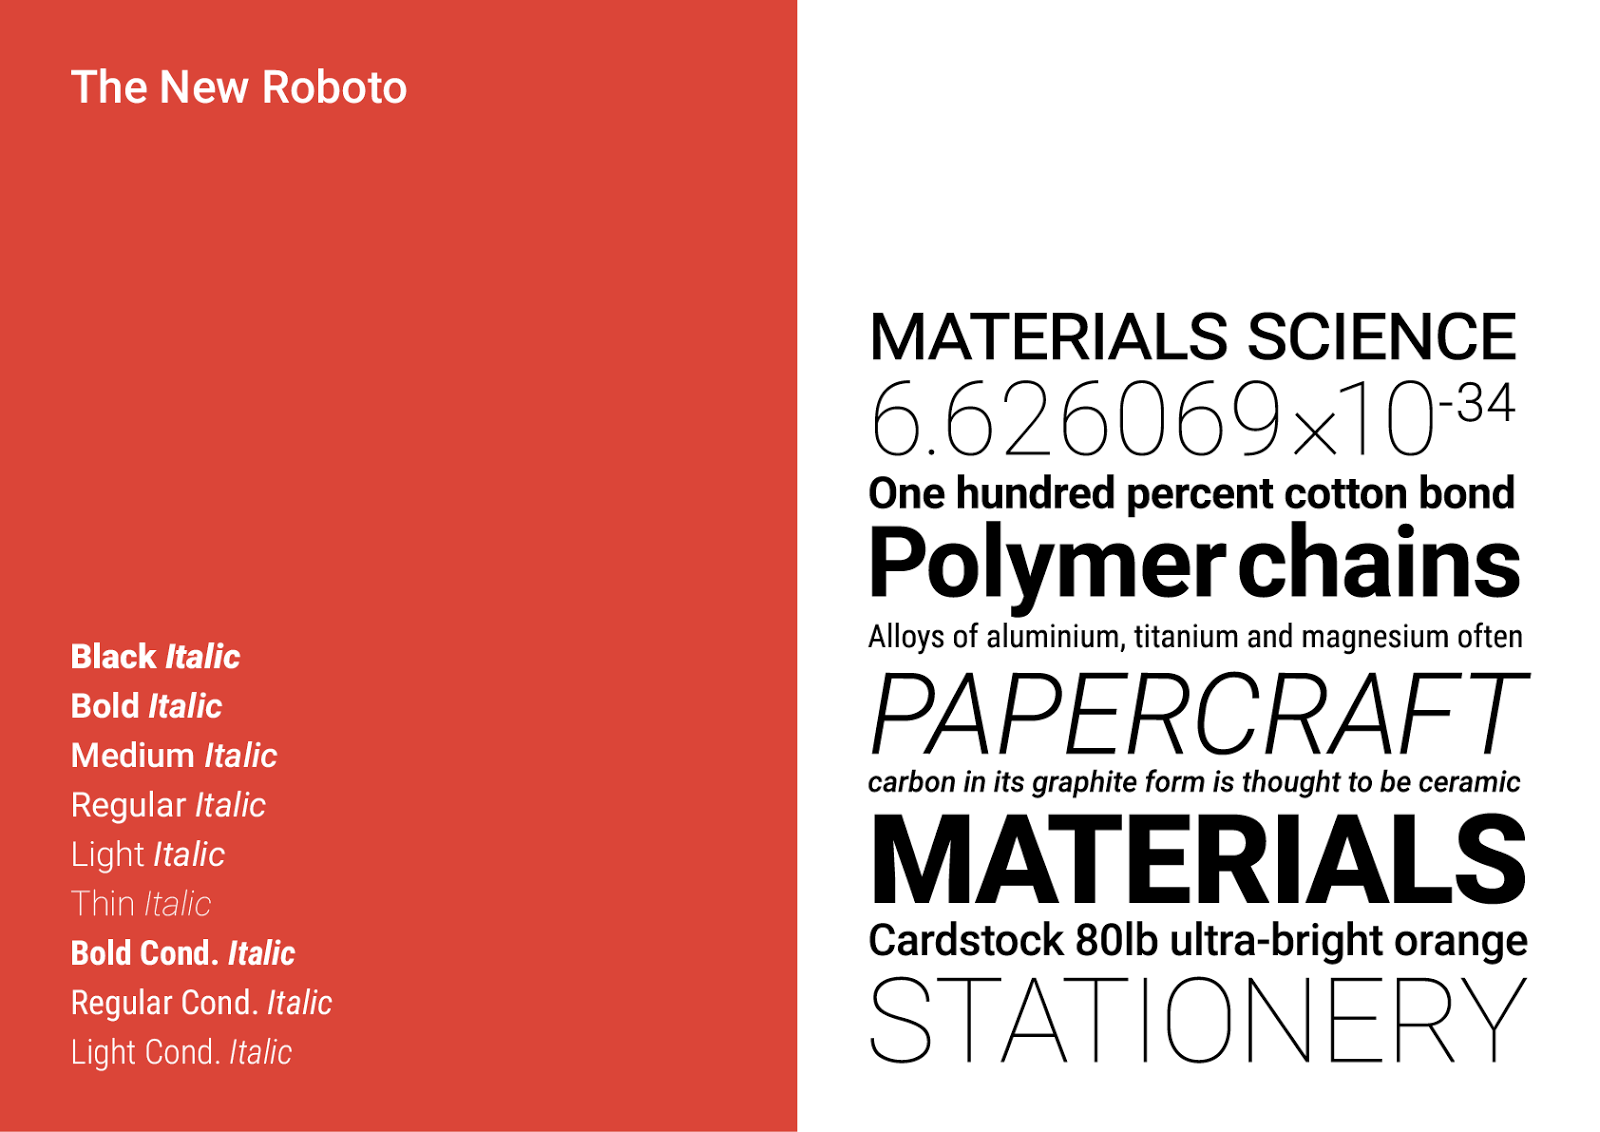 The New Roboto
Black Italic
Bold Italic
Medium Italic
Regular Italic
Light Italic
Thin Italic
Bold Cond. Italic
Regular Cond. Italic
Light Cond. Italic
MATERIALS SCIENCE
6.626069×10⁻³⁴
One hundred percent cotton bond
Polymer chains
Alloys of aluminium, titanium and magnesium often
PAPERCRAFT
carbon in its graphite form is thought to be ceramic
MATERIALS
Cardstock 80lb ultra-bright orange
STATIONERY